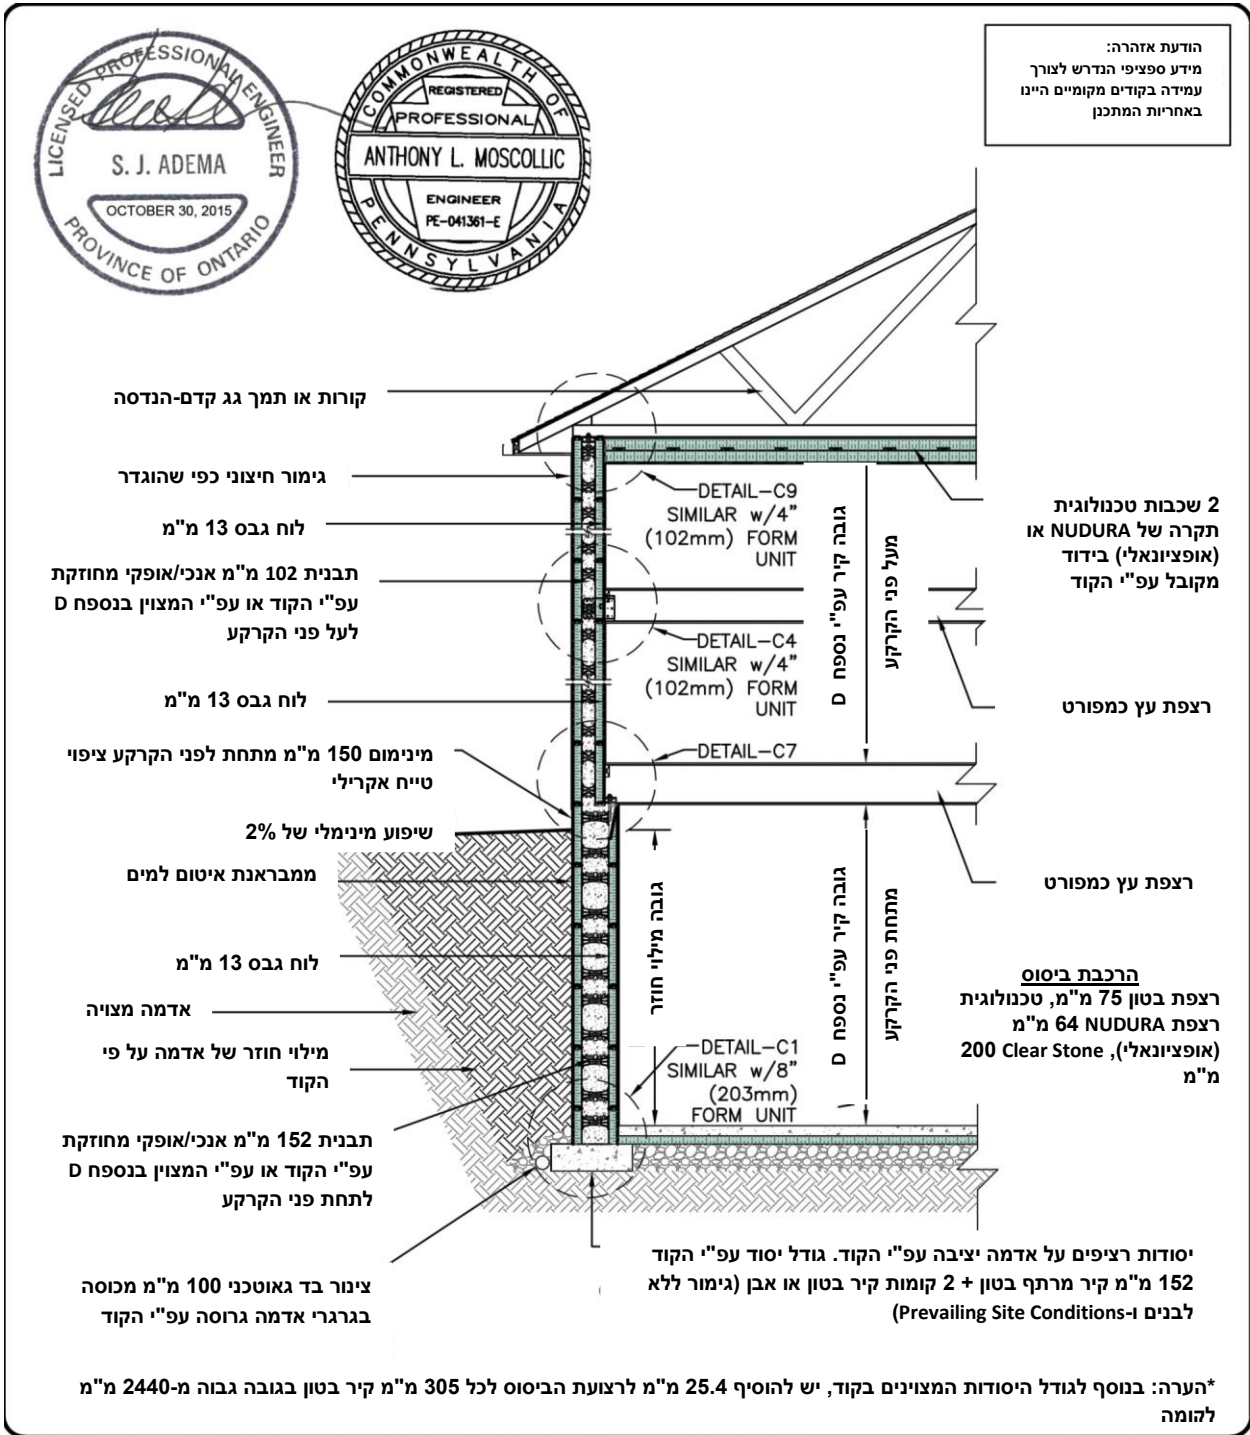 LICENSED PROFESSIONAL ENGINEER
S. J. ADEMA
OCTOBER 30, 2015
PROVINCE OF ONTARIO
COMMONWEALTH OF
REGISTERED
PROFESSIONAL
ANTHONY L. MOSCOLLIC
ENGINEER
PE-041361-E
PENNSYLVANIA
הודעת אזהרה:
מידע ספציפי הנדרש לצורך
עמידה בקודים מקומיים היינו
באחריות המתכנן
קורות או תמך גג קדם-הנדסה
גימור חיצוני כפי שהוגדר
לוח גבס 13 מ"מ
תבנית 102 מ"מ אנכי/אופקי מחוזקת
עפ"י הקוד או עפ"י המצוין בנספח D
לעל פני הקרקע
לוח גבס 13 מ"מ
מינימום 150 מ"מ מתחת לפני הקרקע ציפוי
טייח אקרילי
שיפוע מינימלי של 2%
ממבראנת איטום למים
לוח גבס 13 מ"מ
אדמה מצויה
מילוי חוזר של אדמה על פי
הקוד
תבנית 152 מ"מ אנכי/אופקי מחוזקת
עפ"י הקוד או עפ"י המצוין בנספח D
לתחת פני הקרקע
צינור בד גאוטכני 100 מ"מ מכוסה
בגרגרי אדמה גרוסה עפ"י הקוד
DETAIL-C9
SIMILAR w/4"
(102mm) FORM
UNIT
DETAIL-C4
SIMILAR w/4"
(102mm) FORM
UNIT
DETAIL-C7
DETAIL-C1
SIMILAR w/8"
(203mm)
FORM UNIT
גובה קיר עפ"י נספח D
מעל פני הקרקע
גובה מילוי חוזר
גובה קיר עפ"י נספח D
מתחת פני הקרקע
2 שכבות טכנולוגית
תקרה של NUDURA או
(אופציונאלי) בידוד
מקובל עפ"י הקוד
רצפת עץ כמפורט
רצפת עץ כמפורט
הרכבת ביסוס
רצפת בטון 75 מ"מ, טכנולוגית
רצפת NUDURA 64 מ"מ
(אופציונאלי), Clear Stone 200
מ"מ
יסודות רציפים על אדמה יציבה עפ"י הקוד. גודל יסוד עפ"י הקוד
152 מ"מ קיר מרתף בטון + 2 קומות קיר בטון או אבן (גימור ללא
לבנים ו-Prevailing Site Conditions)
*הערה: בנוסף לגודל היסודות המצוינים בקוד, יש להוסיף 25.4 מ"מ לרצועת הביסוס לכל 305 מ"מ קיר בטון בגובה גבוה מ-2440 מ"מ
לקומה